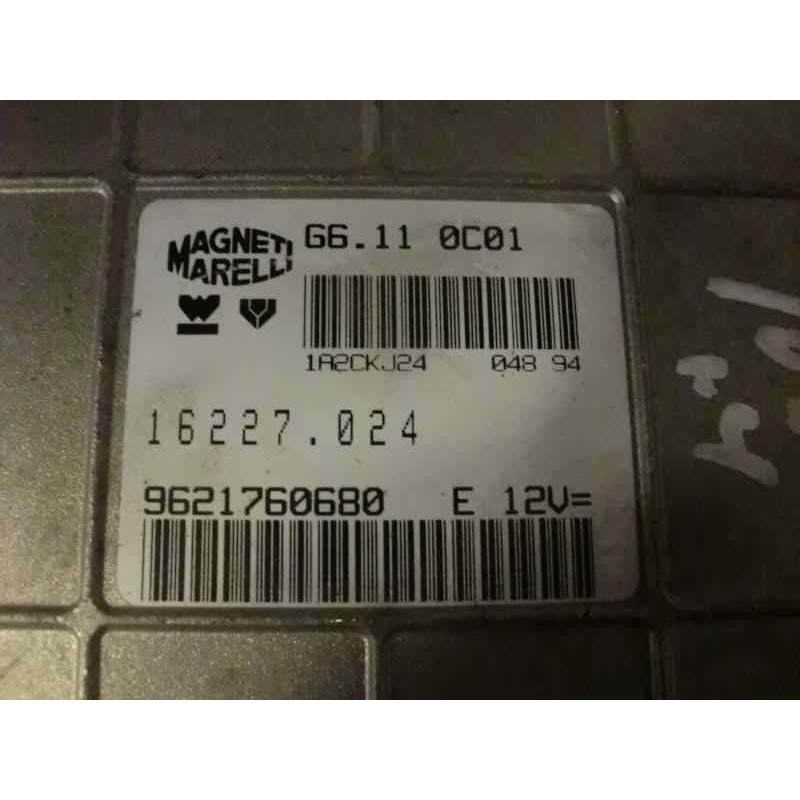 MAGNETI
MARELLI
G6.11 0C01
1A2CKJ24 048 94
16227.024
9621760680 E 12V=